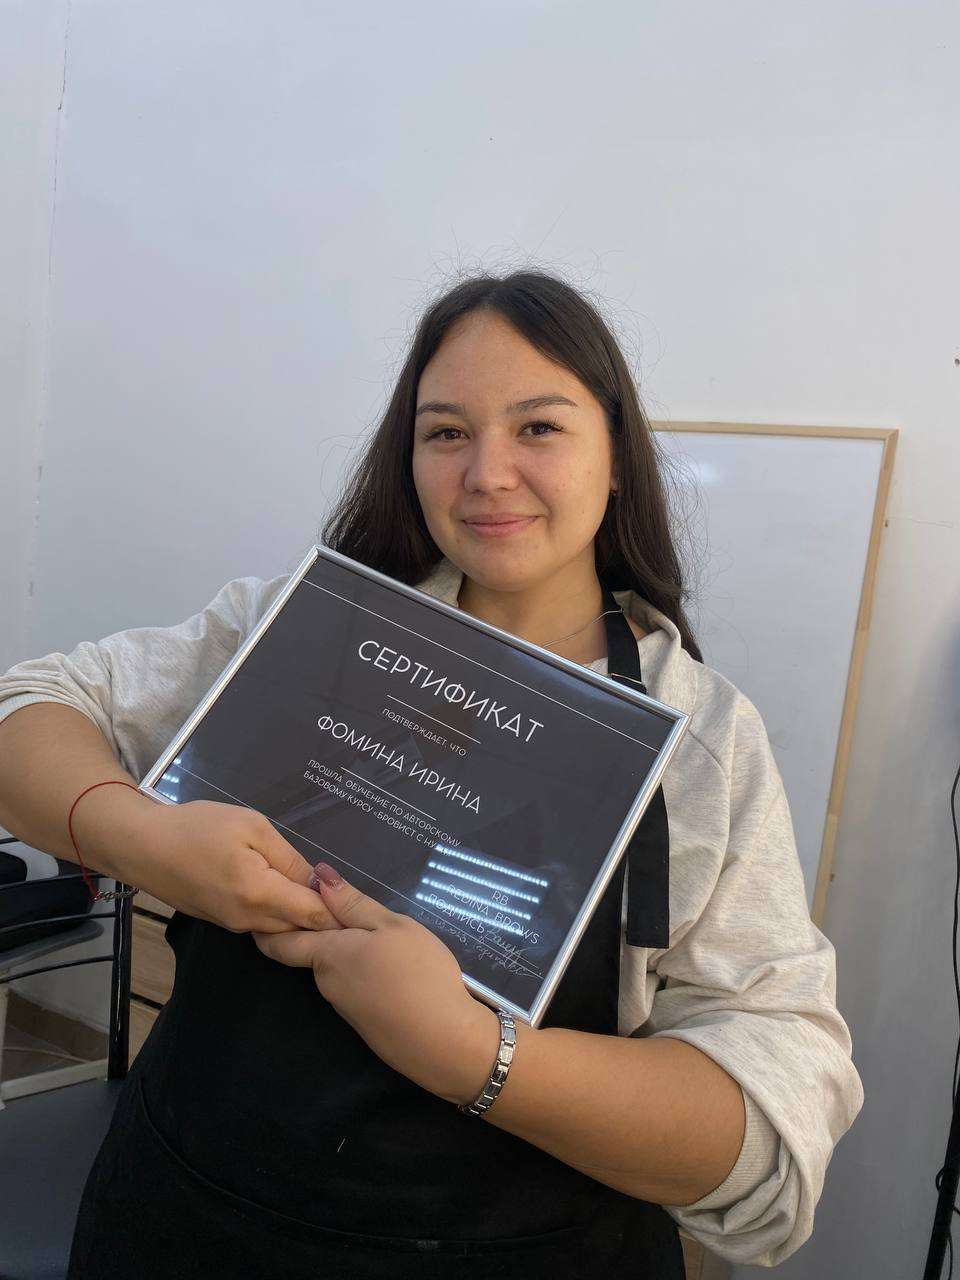 СЕРТИФИКАТ
ПОДТВЕРЖДАЕТ, ЧТО
ФОМИНА ИРИНА
ПРОШЛА ОБУЧЕНИЕ ПО АВТОРСКОМУ
БАЗОВОМУ КУРСУ «БРОВИСТ С
RB
REDINA BROWS
ПОДПИСЬ